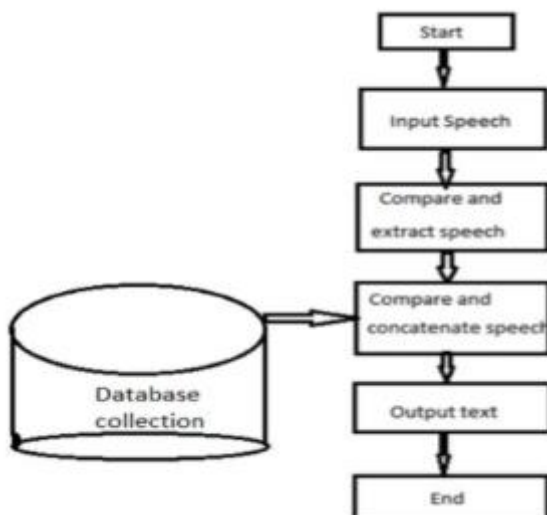 Start
Input Speech
Compare and
extract speech
Compare and
concatenate speech
Database
collection
Output text
End